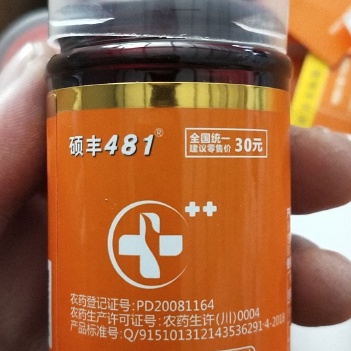 硕丰481®
全国统一
建议零售价 30元
++
农药登记证号:PD20081164
农药生产许可证号:农药生许(川)0004
产品标准号:Q/915101312143536291·4-2018